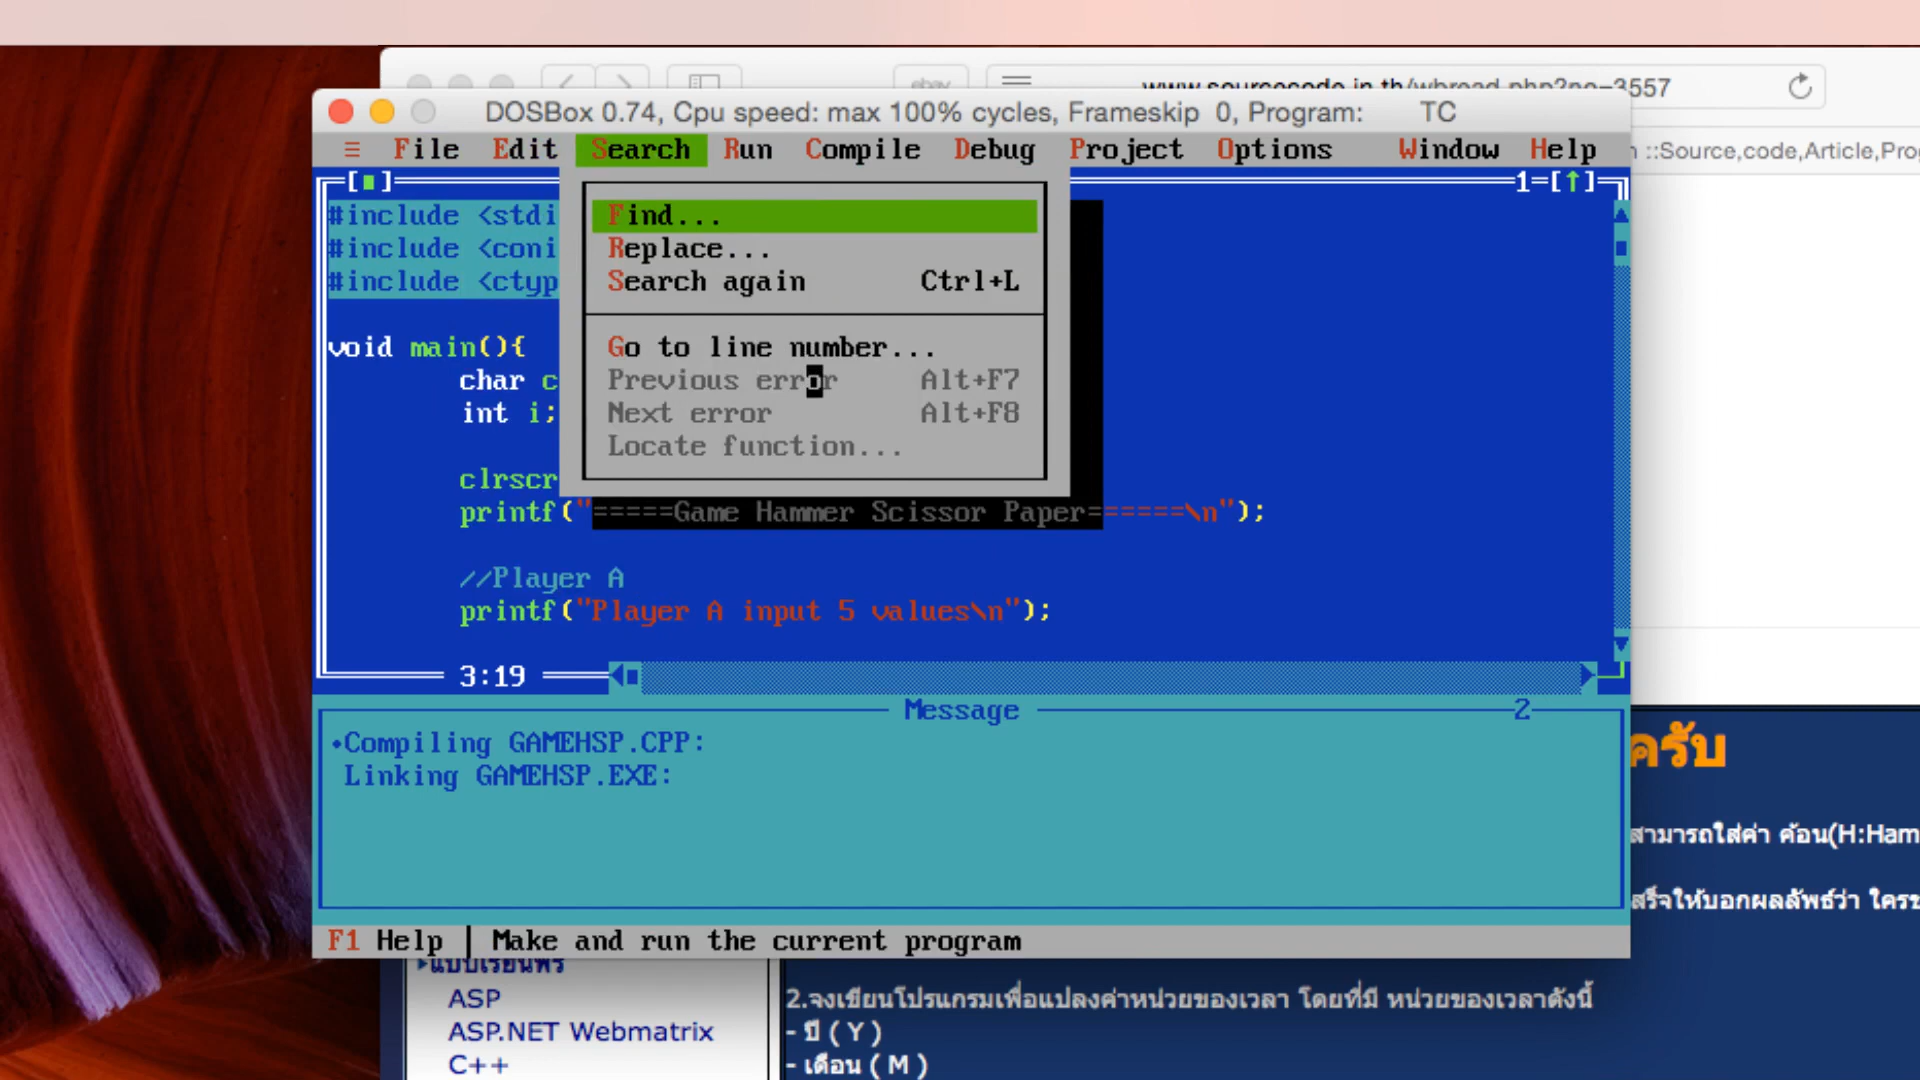 ebay
www.sourcecode.in.th/wbread.php?no=3557
DOSBox 0.74, Cpu speed: max 100% cycles, Frameskip 0, Program: TC
≡ File Edit Search Run Compile Debug Project Options Window Help
::Source,code,Article,Pro
1
#include <stdi
#include <coni
#include <ctyp
Find...
Replace...
Search again Ctrl+L
Go to line number...
Previous error Alt+F7
Next error Alt+F8
Locate function...
void main(){
char c
int i;
clrscr
printf("=====Game Hammer Scissor Paper======\n");
//Player A
printf("Player A input 5 values\n");
3:19
Message 2
•Compiling GAMEHSP.CPP:
Linking GAMEHSP.EXE:
ครับ
สามารถใส่ค่า ค้อน(H:Ham
สร็จให้บอกผลลัพธ์ว่า ใคร
F1 Help | Make and run the current program
ASP
ASP.NET Webmatrix
C++
2.จงเขียนโปรแกรมเพื่อแปลงค่าหน่วยของเวลา โดยที่มี หน่วยของเวลาดังนี้
- ปี ( Y )
- เดือน ( M )